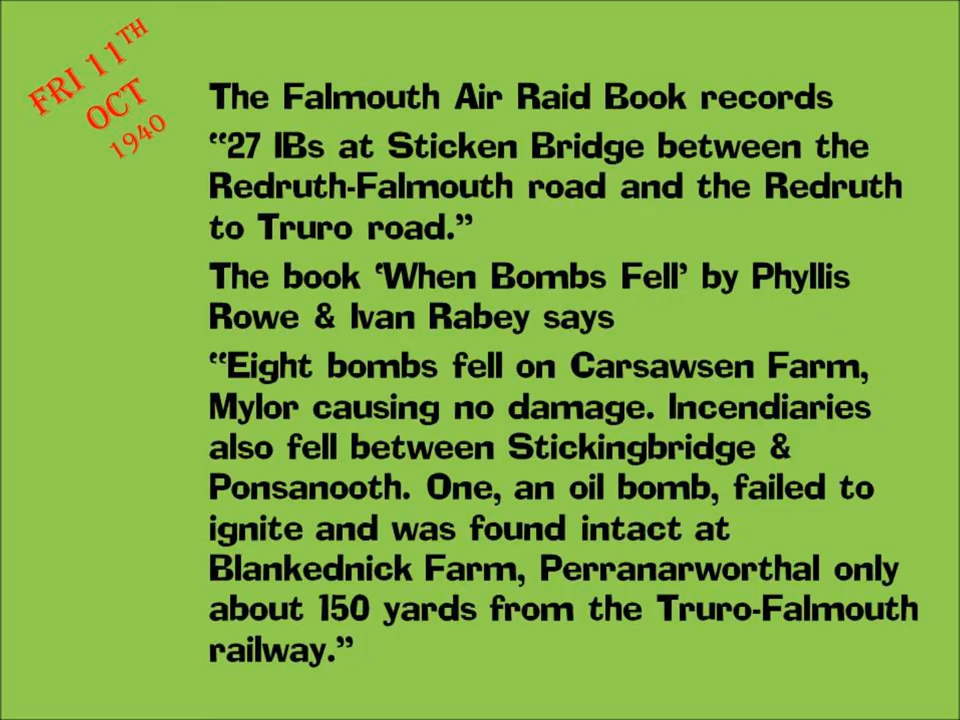 FRI 11TH
OCT
1940
The Falmouth Air Raid Book records
“27 IBs at Sticken Bridge between the
Redruth-Falmouth road and the Redruth
to Truro road.”
The book ‘When Bombs Fell’ by Phyllis
Rowe & Ivan Rabey says
“Eight bombs fell on Carsawsen Farm,
Mylor causing no damage. Incendiaries
also fell between Stickingbridge &
Ponsanooth. One, an oil bomb, failed to
ignite and was found intact at
Blankednick Farm, Perranarworthal only
about 150 yards from the Truro-Falmouth
railway.”